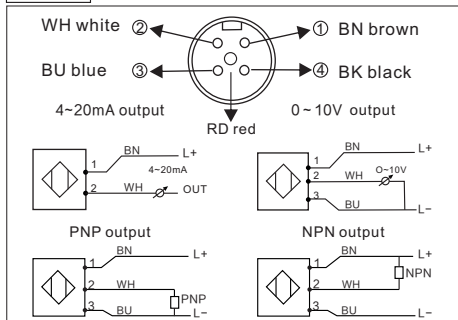 WH white ② ① BN brown
BU blue ③ ④ BK black
RD red
4~20mA output
0~10V output
BN L+
1 4~20mA
2 WH OUT
BN L+
1
2 WH O~10V
3 BU L−
PNP output
NPN output
BN L+
1
2 WH
PNP
3 BU L−
BN L+
1
NPN
2 WH
3 BU L−